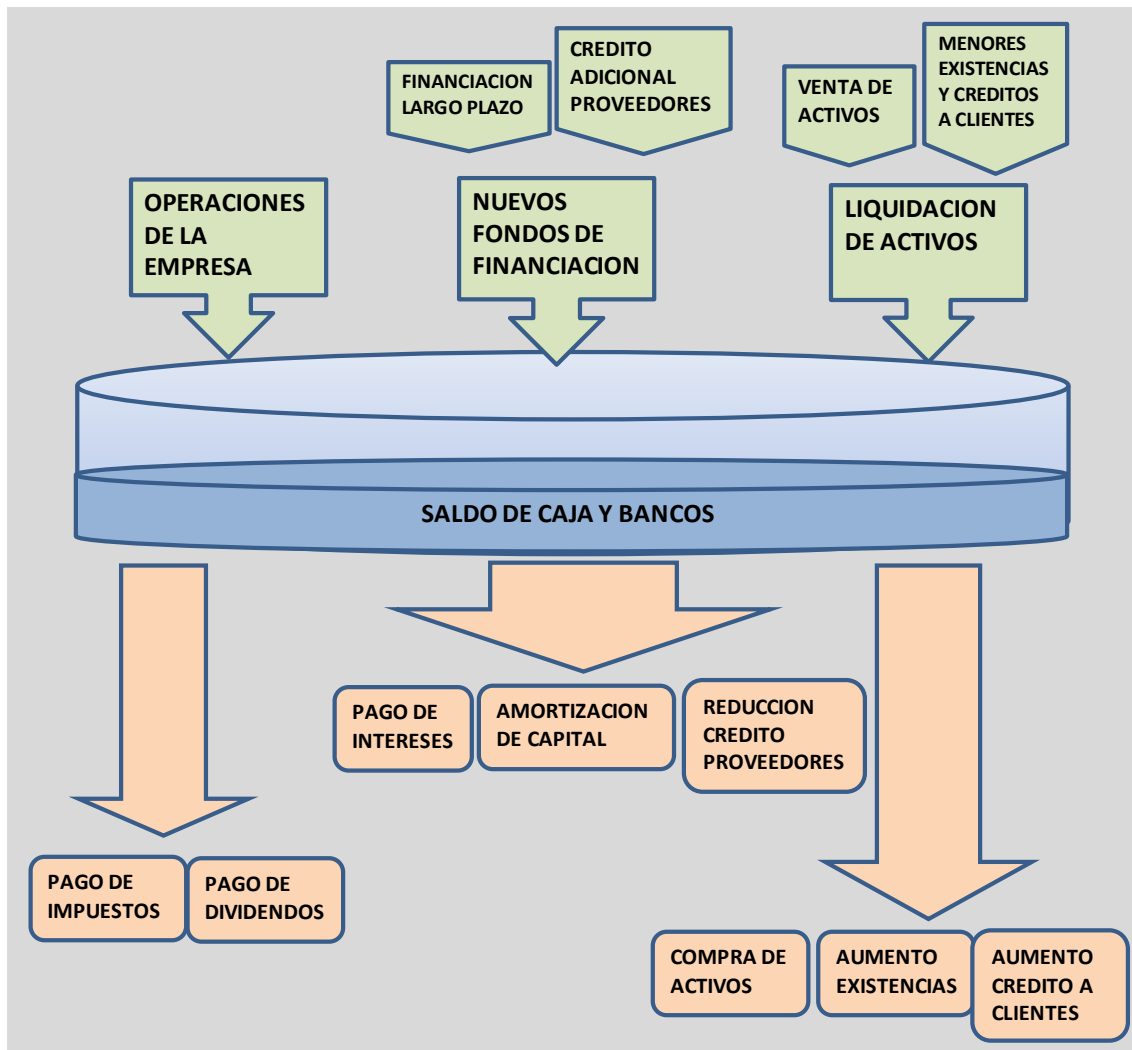 FINANCIACION
LARGO PLAZO
CREDITO
ADICIONAL
PROVEEDORES
VENTA DE
ACTIVOS
MENORES
EXISTENCIAS
Y CREDITOS
A CLIENTES
OPERACIONES
DE LA
EMPRESA
NUEVOS
FONDOS DE
FINANCIACION
LIQUIDACION
DE ACTIVOS
SALDO DE CAJA Y BANCOS
PAGO DE
INTERESES
AMORTIZACION
DE CAPITAL
REDUCCION
CREDITO
PROVEEDORES
PAGO DE
IMPUESTOS
PAGO DE
DIVIDENDOS
COMPRA DE
ACTIVOS
AUMENTO
EXISTENCIAS
AUMENTO
CREDITO A
CLIENTES